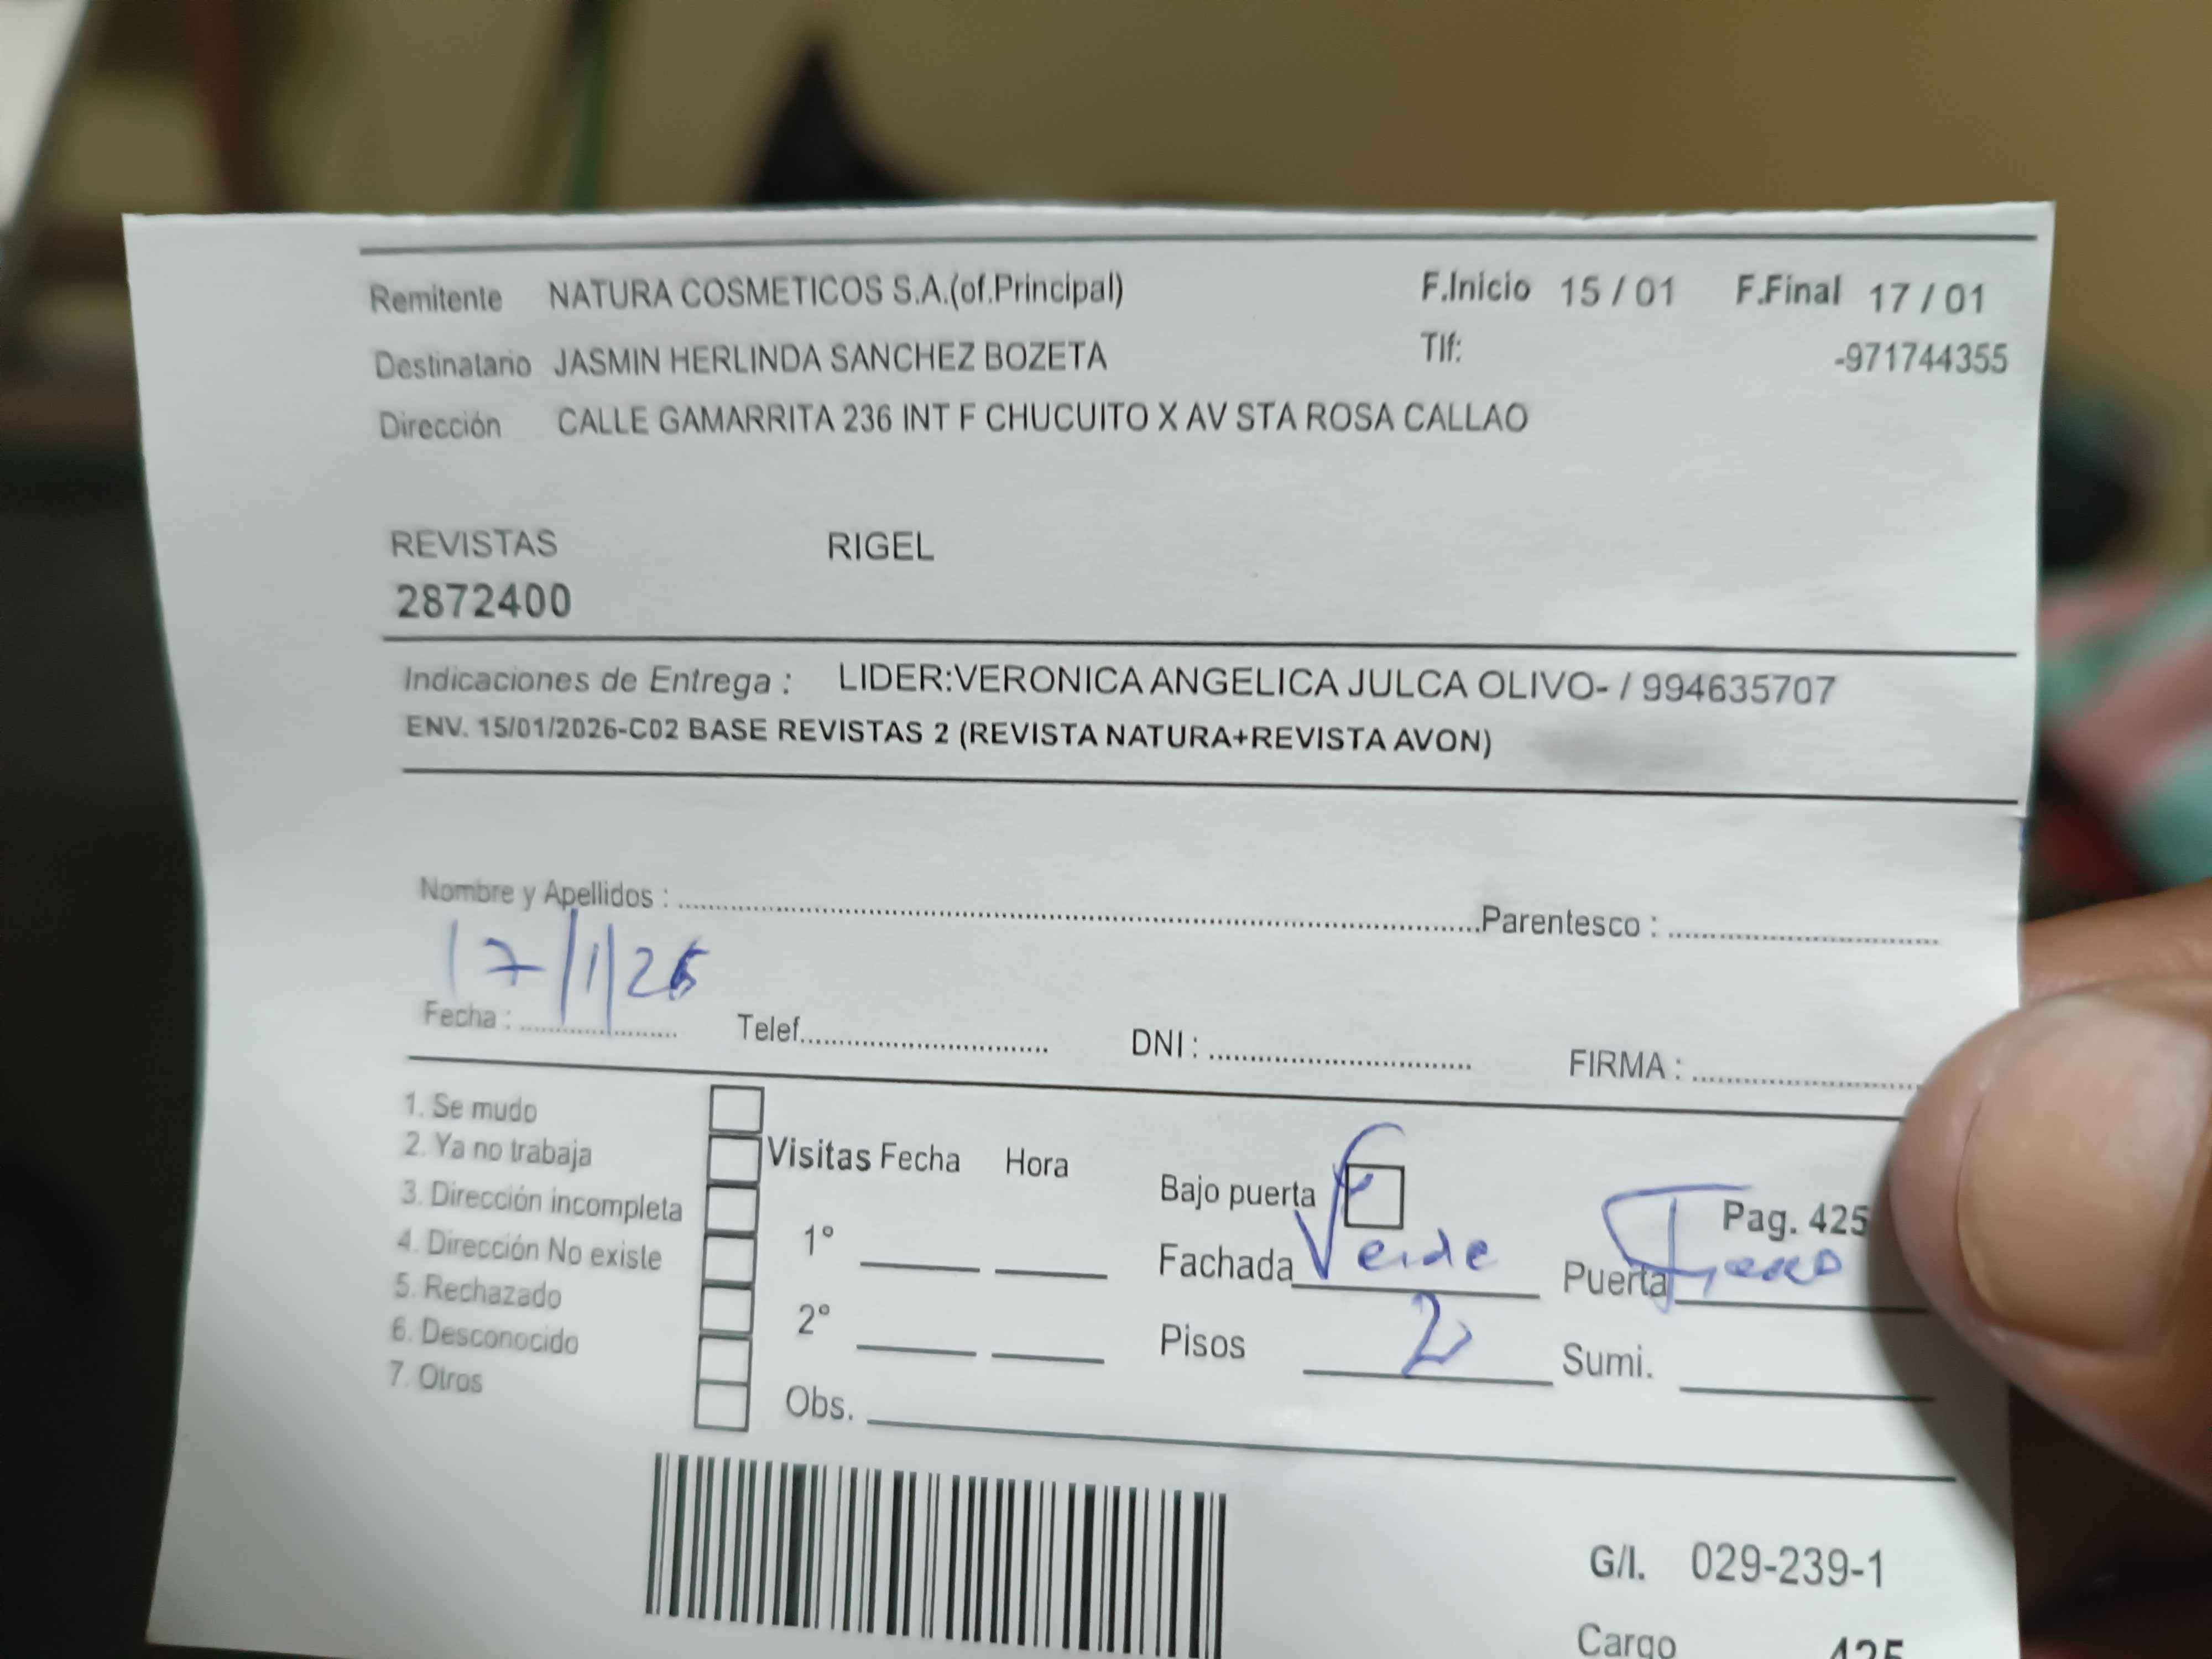 Remitente NATURA COSMETICOS S.A.(of.Principal) F.Inicio 15 / 01 F.Final 17 / 01
Destinatario JASMIN HERLINDA SANCHEZ BOZETA Tlf: -971744355
Dirección CALLE GAMARRITA 236 INT F CHUCUITO X AV STA ROSA CALLAO
REVISTAS RIGEL
2872400
Indicaciones de Entrega : LIDER:VERONICA ANGELICA JULCA OLIVO- / 994635707
ENV. 15/01/2026-C02 BASE REVISTAS 2 (REVISTA NATURA+REVISTA AVON)
Nombre y Apellidos : Parentesco :
Fecha : 17/1/26 Telef. DNI : FIRMA :
1. Se mudo
2. Ya no trabaja
3. Dirección incompleta
4. Dirección No existe
5. Rechazado
6. Desconocido
7. Otros
Visitas Fecha Hora
1°
2°
Obs.
Bajo puerta Pag. 425
Fachada Verde Puerta
Pisos 2 Sumi.
G/I. 029-239-1
Cargo 425